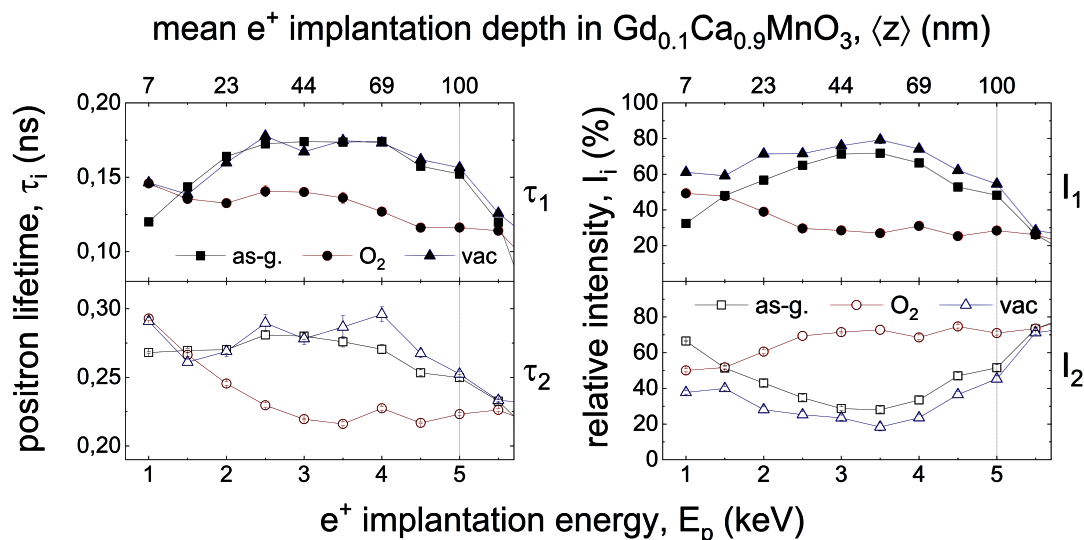 mean e⁺ implantation depth in Gd₀.₁Ca₀.₉MnO₃, ⟨z⟩ (nm)
7 23 44 69 100
7 23 44 69 100
positron lifetime, τᵢ (ns)
0,20
0,15
0,10
τ₁
as-g. O₂ vac
0,30
0,25
0,20
τ₂
1 2 3 4 5
relative intensity, Iᵢ (%)
100
80
60
40
20
I₁
as-g. O₂ vac
80
60
40
20
0
I₂
1 2 3 4 5
e⁺ implantation energy, Eₚ (keV)